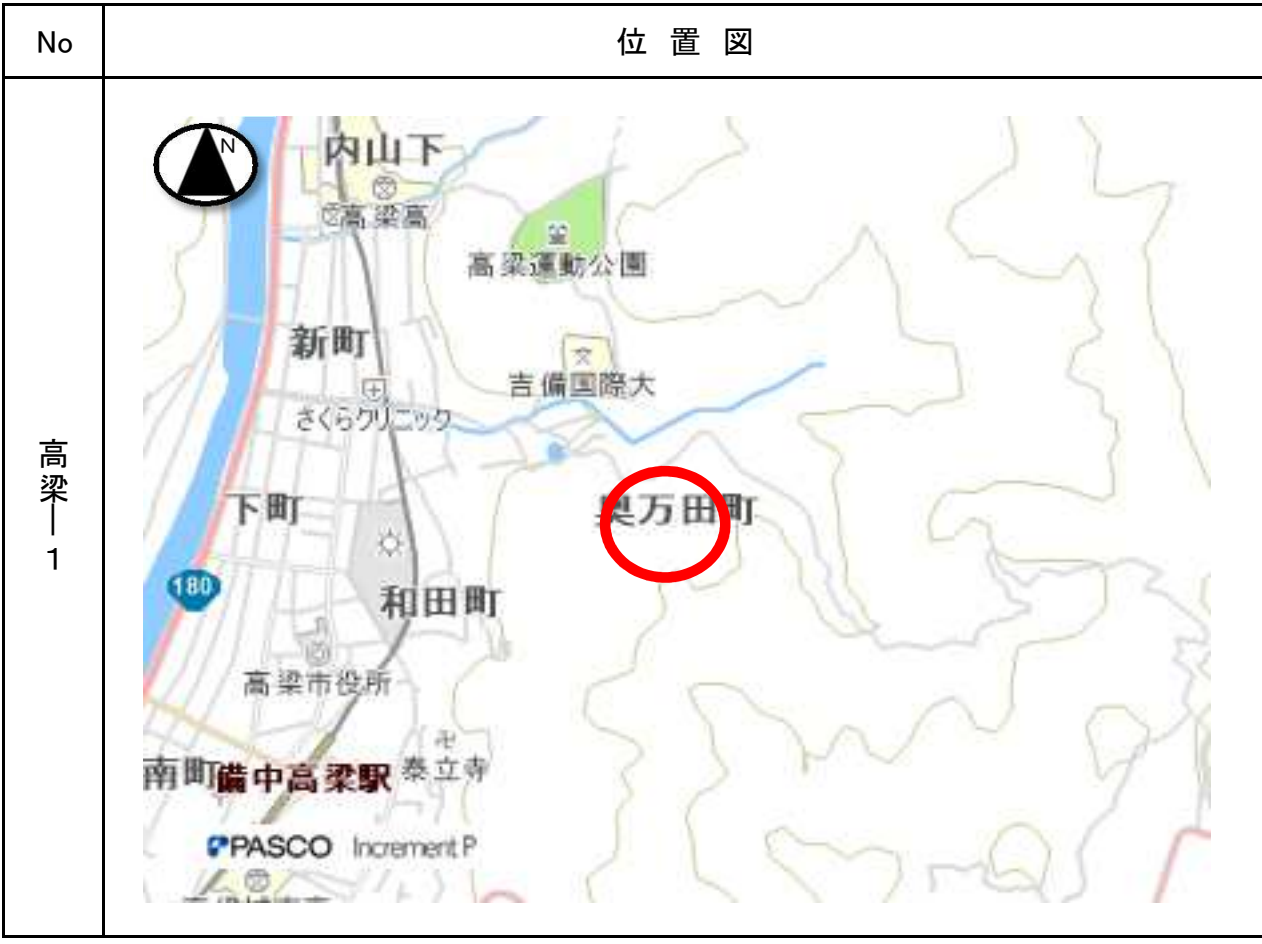 No
位置図
高梁―1
N
内山下
高梁高
高梁運動公園
新町
吉備国際大
さくらクリニック
下町
奥万田町
180
和田町
高梁市役所
南町
備中高梁駅
泰立寺
PASCO Increment P